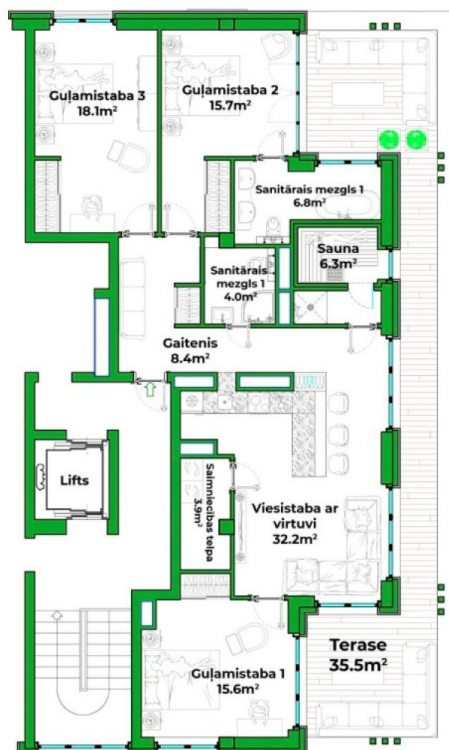 Guļamistaba 3
18.1m²
Guļamistaba 2
15.7m²
Sanitārais mezgls 1
6.8m²
Sauna
6.3m²
Sanitārais
mezgls 1
4.0m²
Gaitenis
8.4m²
Lifts
Saimniecības telpa
3.9m²
Viesistaba ar
virtuvi
32.2m²
Guļamistaba 1
15.6m²
Terase
35.5m²